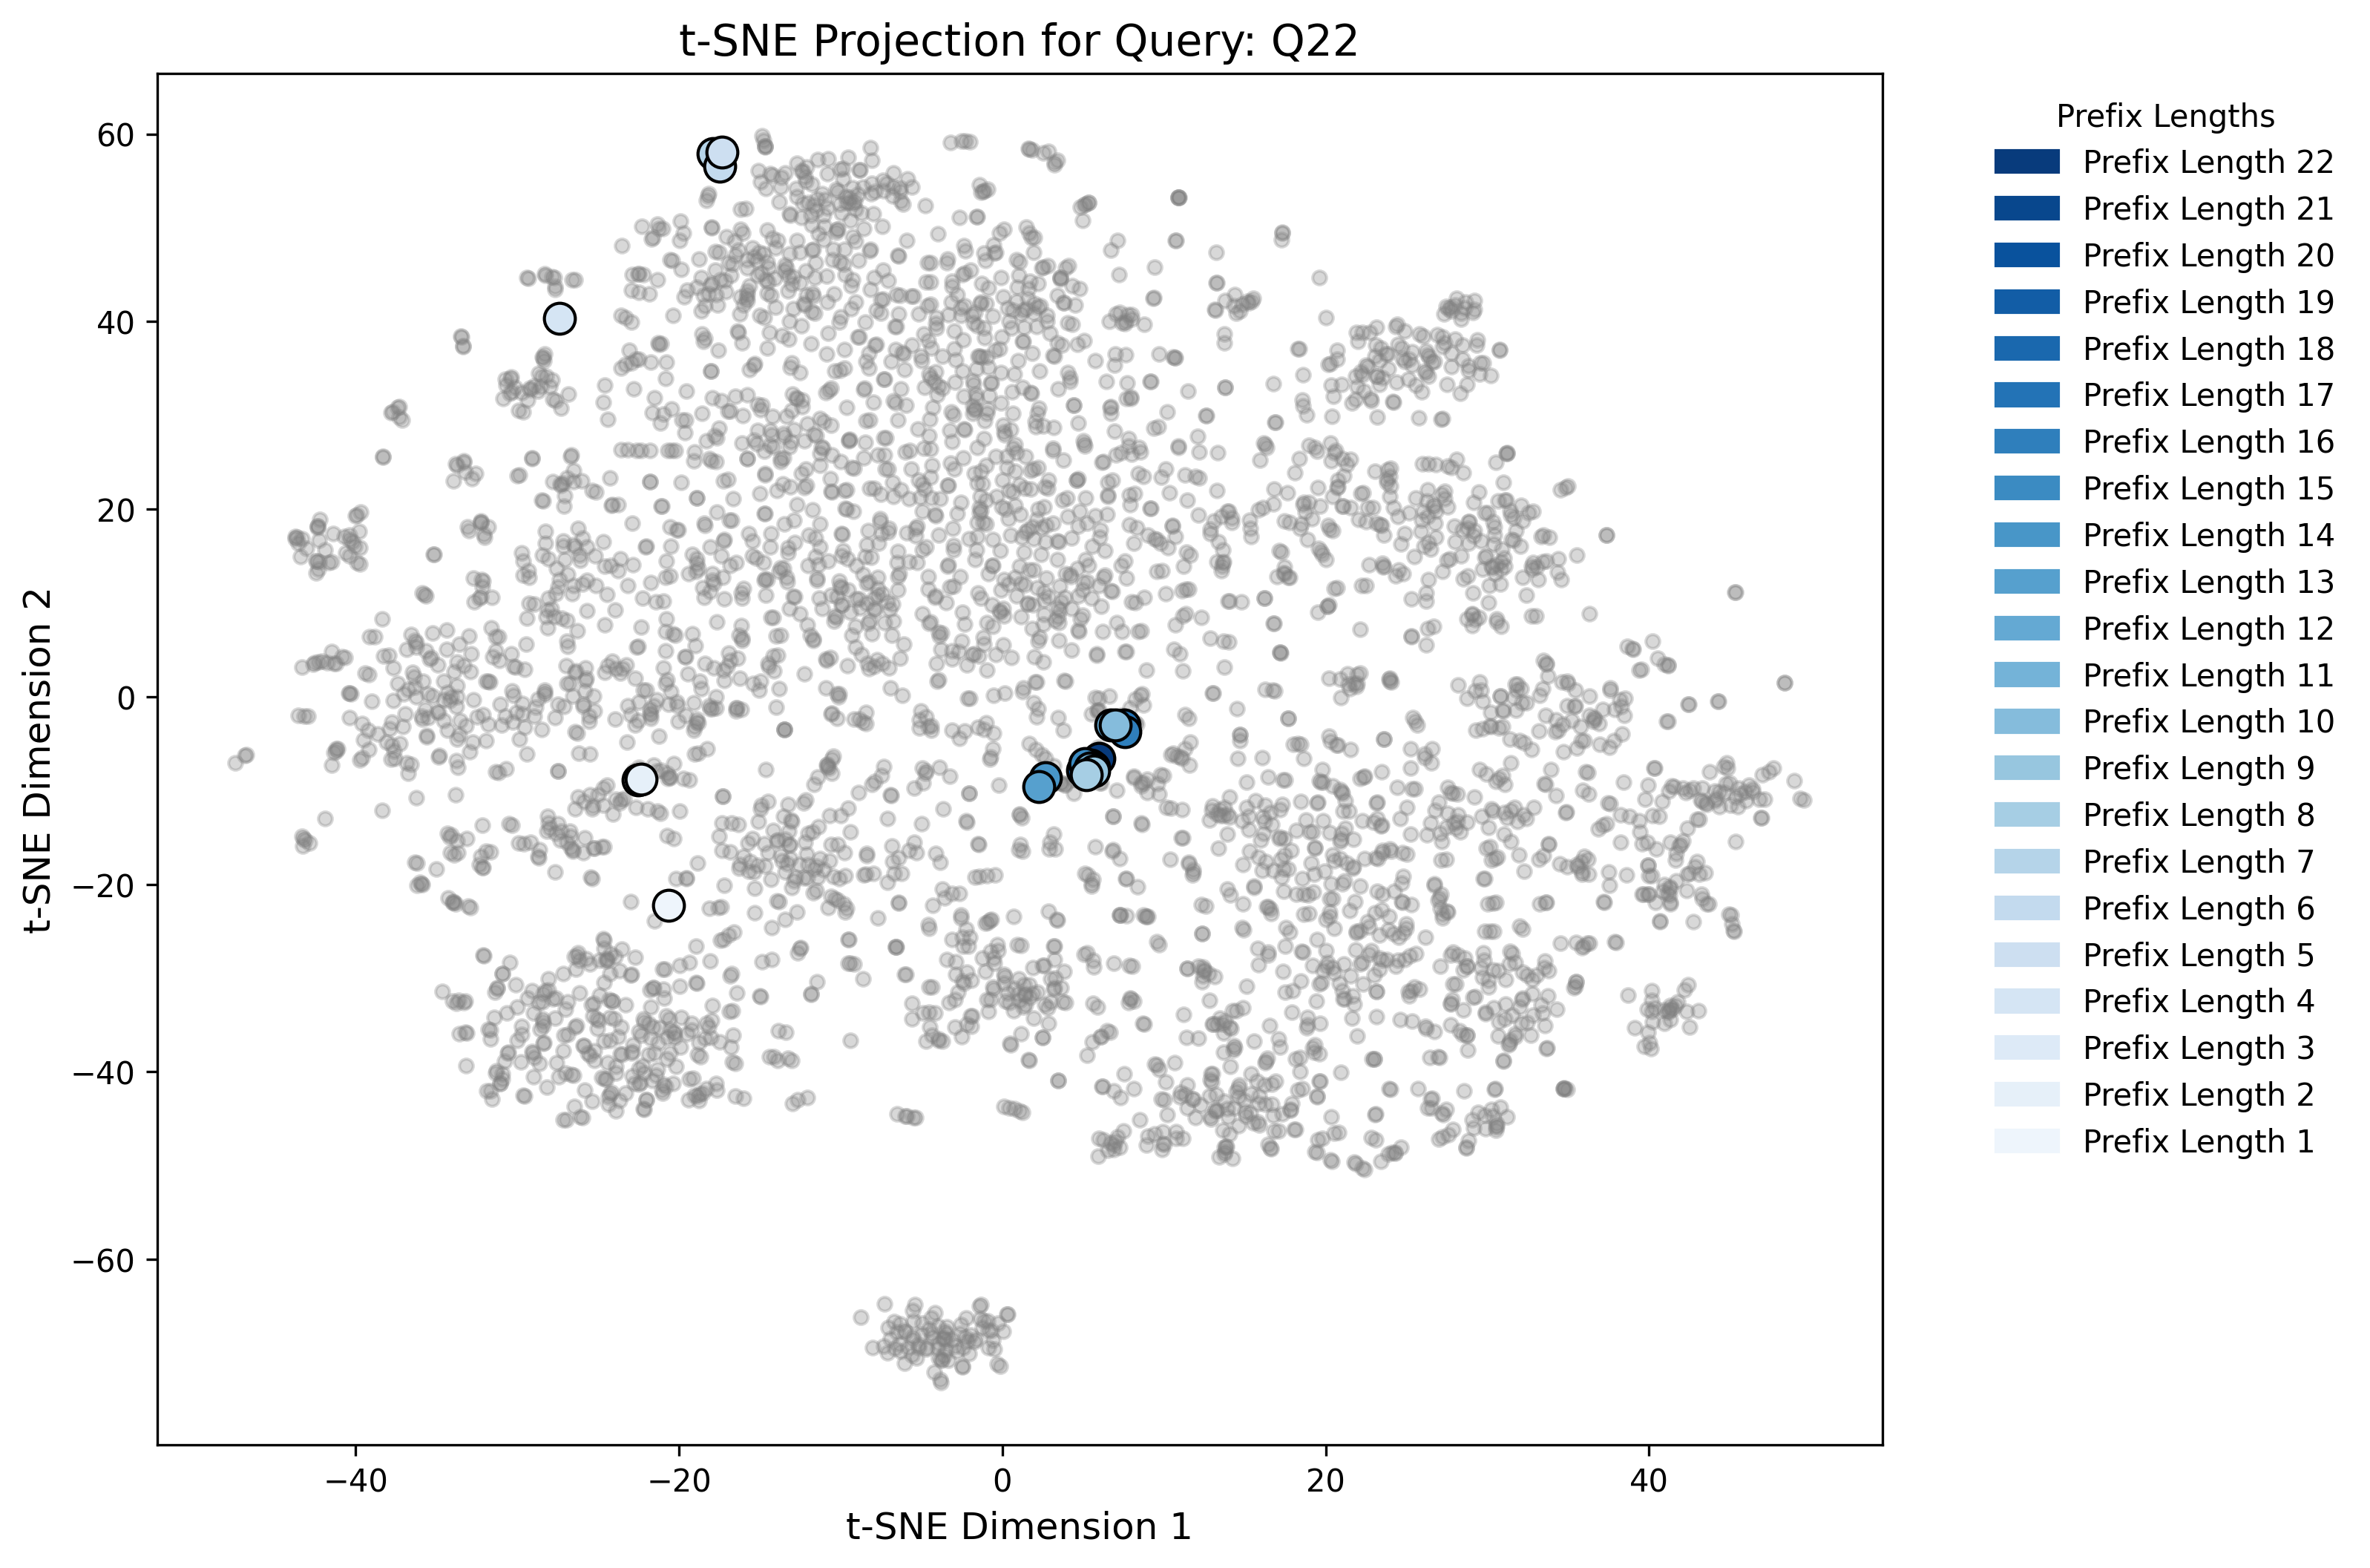 t-SNE Projection for Query: Q22
60
40
20
0
−20
−40
−60
t-SNE Dimension 2
−40
−20
0
20
40
t-SNE Dimension 1
Prefix Lengths
Prefix Length 22
Prefix Length 21
Prefix Length 20
Prefix Length 19
Prefix Length 18
Prefix Length 17
Prefix Length 16
Prefix Length 15
Prefix Length 14
Prefix Length 13
Prefix Length 12
Prefix Length 11
Prefix Length 10
Prefix Length 9
Prefix Length 8
Prefix Length 7
Prefix Length 6
Prefix Length 5
Prefix Length 4
Prefix Length 3
Prefix Length 2
Prefix Length 1